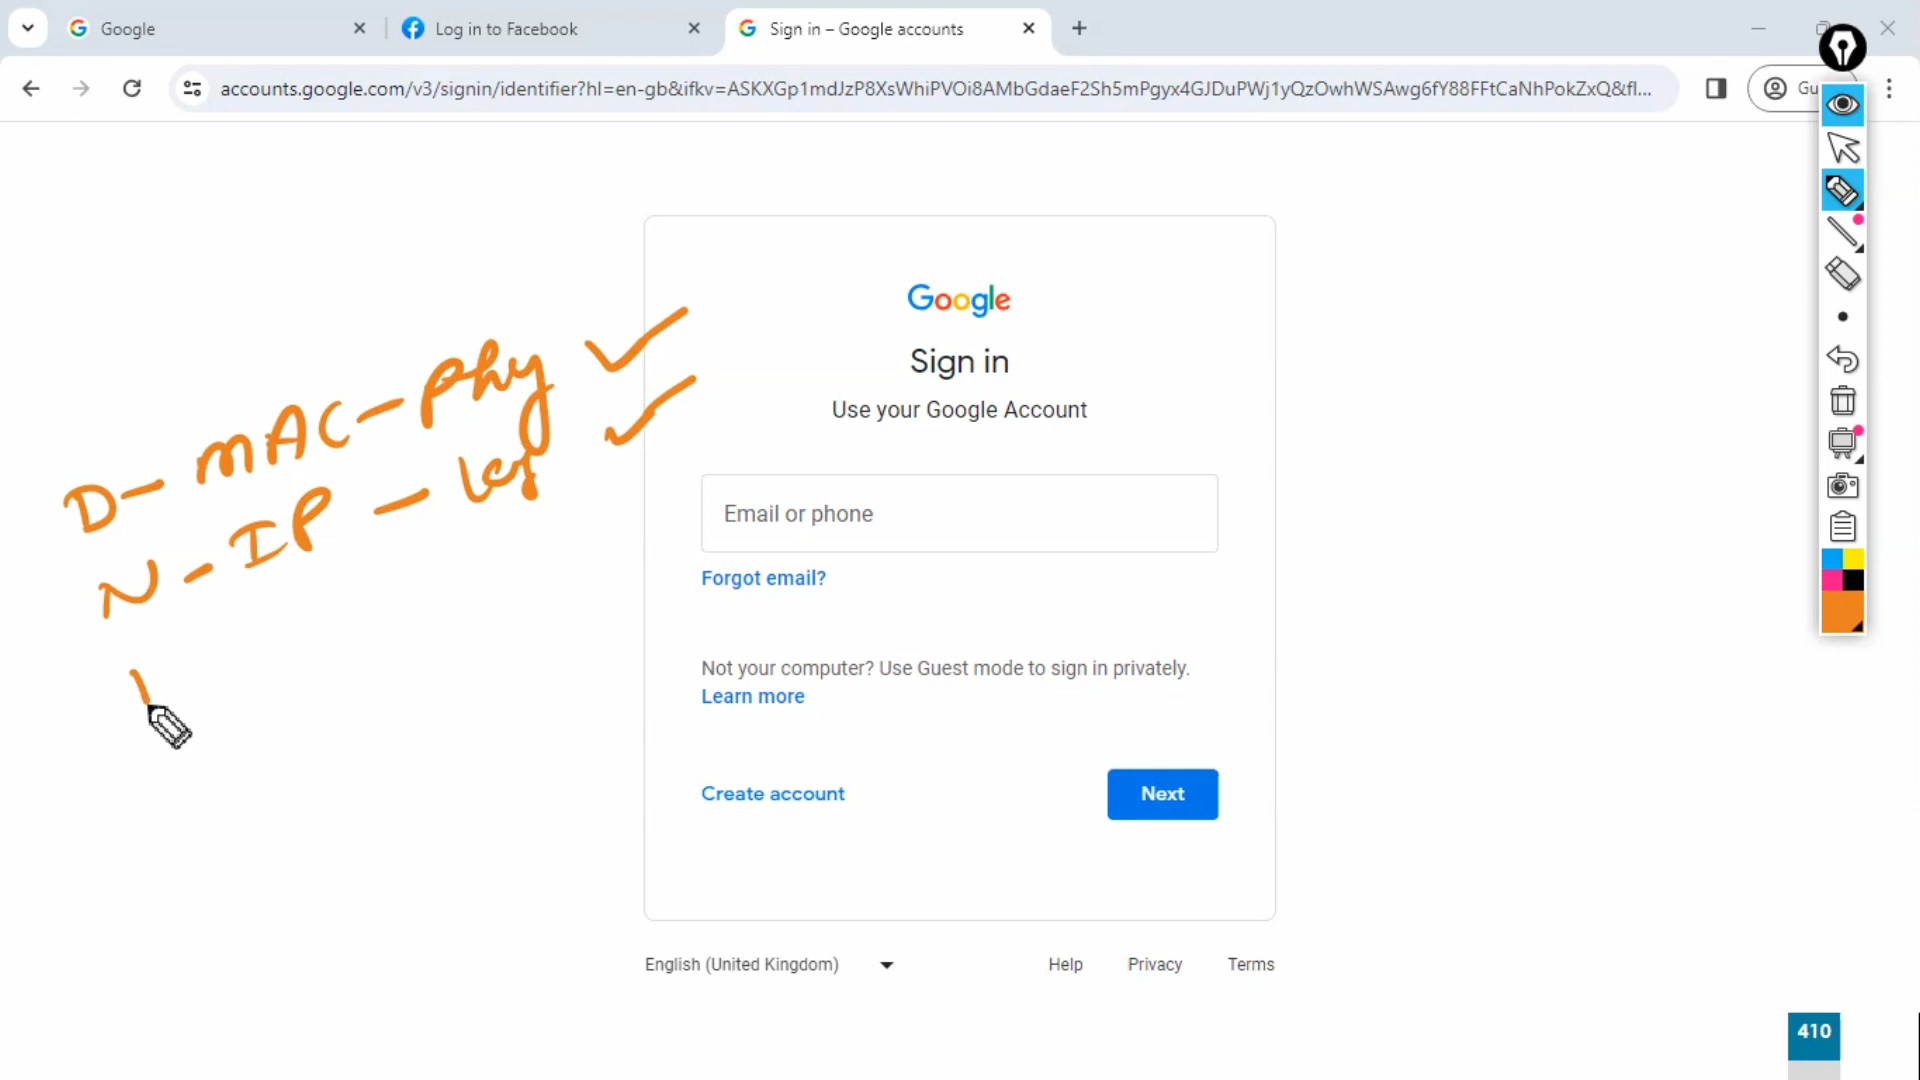 Google
Log in to Facebook
Sign in – Google accounts
accounts.google.com/v3/signin/identifier?hl=en-gb&ifkv=ASKXGp1mdJzP8XsWhiPVOi8AMbGdaeF2Sh5mPgyx4GJDuPWj1yQzOwhWSAwg6fY88FFtCaNhPokZxQ&fl...
Gu
Google
Sign in
Use your Google Account
Email or phone
Forgot email?
Not your computer? Use Guest mode to sign in privately.
Learn more
Create account
Next
English (United Kingdom)
Help
Privacy
Terms
D- MAC-Phy
N - IP - Log
410